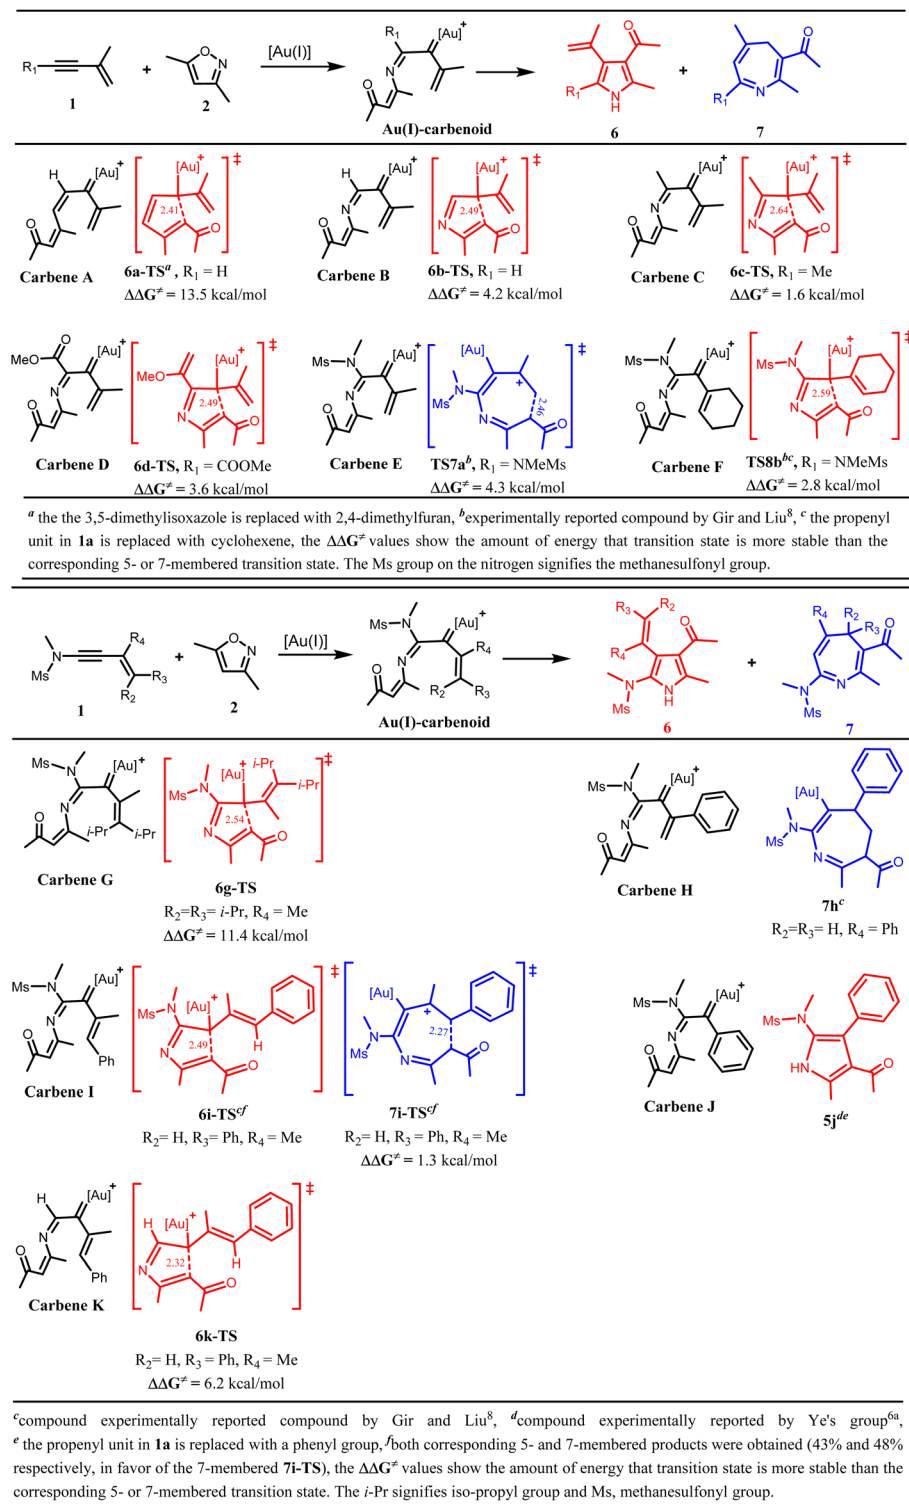 R1 1 + 2 [Au(I)] R1 [Au]+ R1 6 + R1 7
O N N O O N H O N
Au(I)-carbenoid
H [Au]+ [Au]+ ‡ H [Au]+ [Au]+ ‡ [Au]+ [Au]+ ‡
O 2.41 O O N N 2.49 O O N N 2.64 O
Carbene A 6a-TSa , R1 = H Carbene B 6b-TS, R1 = H Carbene C 6c-TS, R1 = Me
ΔΔG≠ = 13.5 kcal/mol ΔΔG≠ = 4.2 kcal/mol ΔΔG≠ = 1.6 kcal/mol
O MeO [Au]+ MeO [Au]+ ‡ Ms N [Au]+ [Au] + ‡ Ms N [Au]+ Ms N [Au]+ ‡
N O N 2.49 O N O N Ms N 2.46 O N O N 2.59 O
Carbene D 6d-TS, R1 = COOMe Carbene E TS7ab, R1 = NMeMs Carbene F TS8bbc, R1 = NMeMs
ΔΔG≠ = 3.6 kcal/mol ΔΔG≠ = 4.3 kcal/mol ΔΔG≠ = 2.8 kcal/mol
a the the 3,5-dimethylisoxazole is replaced with 2,4-dimethylfuran, bexperimentally reported compound by Gir and Liu8, c the propenyl
unit in 1a is replaced with cyclohexene, the ΔΔG≠ values show the amount of energy that transition state is more stable than the
corresponding 5- or 7-membered transition state. The Ms group on the nitrogen signifies the methanesulfonyl group.
N Ms R4 R3 R2 1 + O N 2 [Au(I)] Ms N [Au]+ R4 N O R2 R3 R3 R2 O R4 N Ms N H 6 + R4 R2 R3 O N Ms N 7
Au(I)-carbenoid
Ms N [Au]+ N O i-Pr i-Pr Ms N [Au]+ i-Pr i-Pr N 2.54 O ‡ Ms N [Au]+ N O [Au] N Ms N O
Carbene G 6g-TS Carbene H 7hc
R2=R3= i-Pr, R4 = Me R2=R3= H, R4 = Ph
ΔΔG≠ = 11.4 kcal/mol
Ms N [Au]+ N O Ph Ms N [Au]+ H N 2.49 O ‡ [Au] + N Ms N 2.27 O ‡ Ms N [Au]+ N O Ms N HN O
Carbene I 6i-TScf 7i-TScf Carbene J 5jde
R2= H, R3= Ph, R4 = Me R2= H, R3= Ph, R4 = Me
ΔΔG≠ = 1.3 kcal/mol
H [Au]+ N O Ph H [Au]+ H N 2.32 O ‡
Carbene K 6k-TS
R2= H, R3 = Ph, R4 = Me
ΔΔG≠ = 6.2 kcal/mol
ccompound experimentally reported compound by Gir and Liu8, dcompound experimentally reported by Ye's group6a,
e the propenyl unit in 1a is replaced with a phenyl group, fboth corresponding 5- and 7-membered products were obtained (43% and 48%
respectively, in favor of the 7-membered 7i-TS), the ΔΔG≠ values show the amount of energy that transition state is more stable than the
corresponding 5- or 7-membered transition state. The i-Pr signifies iso-propyl group and Ms, methanesulfonyl group.